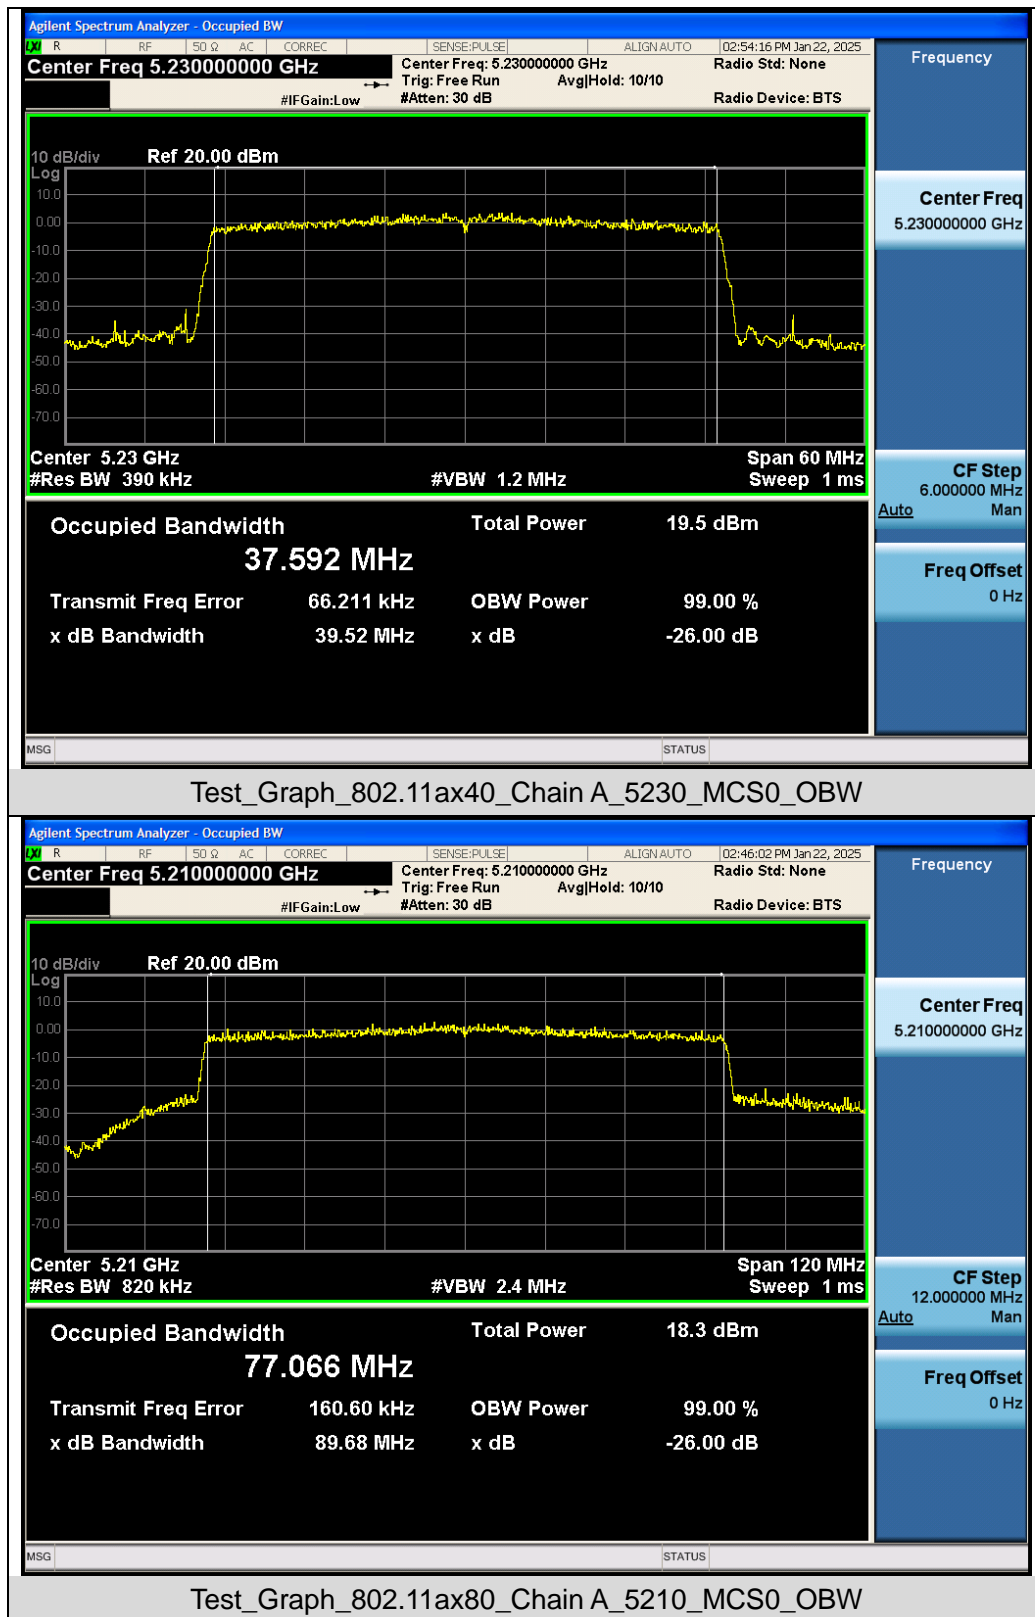 Agilent Spectrum Analyzer - Occupied BW
LXI R RF 50 Ω AC CORREC SENSE:PULSE ALIGN AUTO 02:54:16 PM Jan 22, 2025
Center Freq 5.230000000 GHz Center Freq: 5.230000000 GHz Radio Std: None
Trig: Free Run Avg|Hold: 10/10
#IFGain:Low #Atten: 30 dB Radio Device: BTS
Frequency
10 dB/div Ref 20.00 dBm
Log
10.0
0.00
-10.0
-20.0
-30.0
-40.0
-50.0
-60.0
-70.0
Center Freq
5.230000000 GHz
Center 5.23 GHz Span 60 MHz
#Res BW 390 kHz #VBW 1.2 MHz Sweep 1 ms
CF Step
6.000000 MHz
Auto Man
Occupied Bandwidth Total Power 19.5 dBm
37.592 MHz
Transmit Freq Error 66.211 kHz OBW Power 99.00 %
x dB Bandwidth 39.52 MHz x dB -26.00 dB
Freq Offset
0 Hz
MSG STATUS
Test_Graph_802.11ax40_Chain A_5230_MCS0_OBW
Agilent Spectrum Analyzer - Occupied BW
LXI R RF 50 Ω AC CORREC SENSE:PULSE ALIGN AUTO 02:46:02 PM Jan 22, 2025
Center Freq 5.210000000 GHz Center Freq: 5.210000000 GHz Radio Std: None
Trig: Free Run Avg|Hold: 10/10
#IFGain:Low #Atten: 30 dB Radio Device: BTS
Frequency
10 dB/div Ref 20.00 dBm
Log
10.0
0.00
-10.0
-20.0
-30.0
-40.0
-50.0
-60.0
-70.0
Center Freq
5.210000000 GHz
Center 5.21 GHz Span 120 MHz
#Res BW 820 kHz #VBW 2.4 MHz Sweep 1 ms
CF Step
12.000000 MHz
Auto Man
Occupied Bandwidth Total Power 18.3 dBm
77.066 MHz
Transmit Freq Error 160.60 kHz OBW Power 99.00 %
x dB Bandwidth 89.68 MHz x dB -26.00 dB
Freq Offset
0 Hz
MSG STATUS
Test_Graph_802.11ax80_Chain A_5210_MCS0_OBW